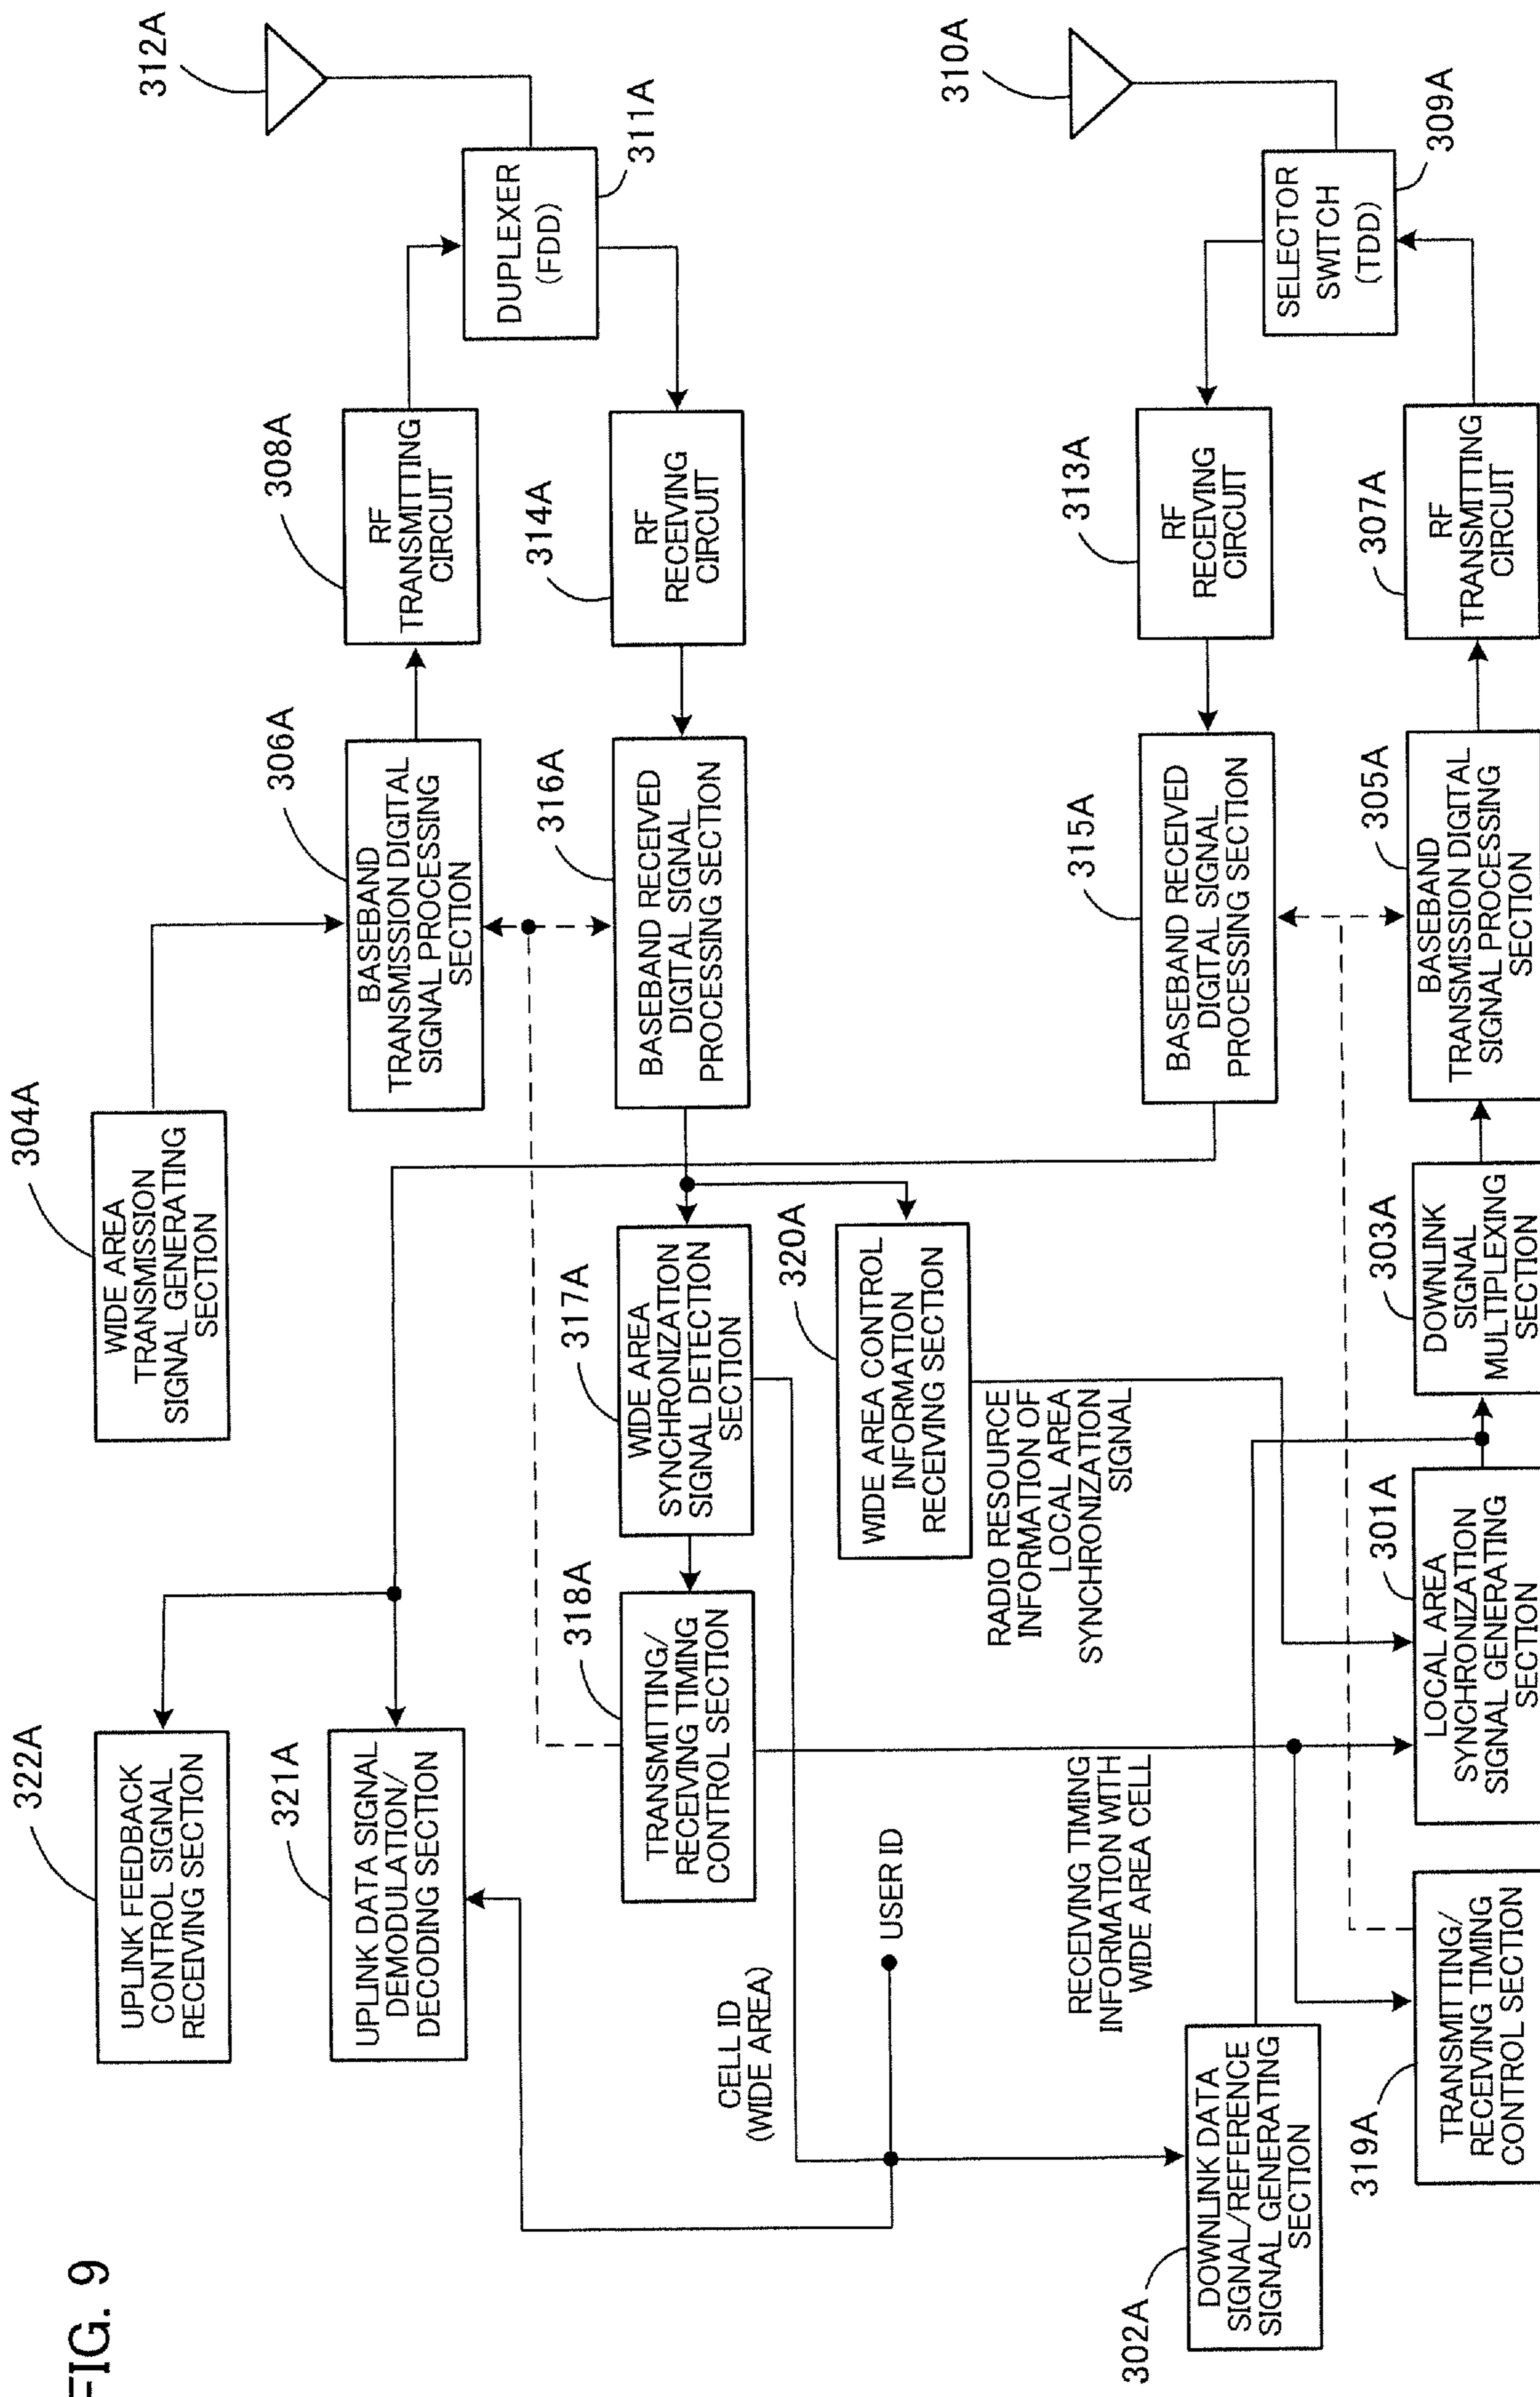 FIG. 9
322A
UPLINK FEEDBACK
CONTROL SIGNAL
RECEIVING SECTION
304A
WIDE AREA
TRANSMISSION
SIGNAL GENERATING
SECTION
312A
321A
UPLINK DATA SIGNAL
DEMODULATION/
DECODING SECTION
306A
BASEBAND
TRANSMISSION DIGITAL
SIGNAL PROCESSING
SECTION
308A
RF
TRANSMITTING
CIRCUIT
DUPLEXER
(FDD)
311A
318A
TRANSMITTING/
RECEIVING TIMING
CONTROL SECTION
317A
WIDE AREA
SYNCHRONIZATION
SIGNAL DETECTION
SECTION
316A
BASEBAND RECEIVED
DIGITAL SIGNAL
PROCESSING SECTION
314A
RF
RECEIVING
CIRCUIT
CELL ID
(WIDE AREA)
USER ID
320A
WIDE AREA CONTROL
INFORMATION
RECEIVING SECTION
RADIO RESOURCE
INFORMATION OF
LOCAL AREA
SYNCHRONIZATION
SIGNAL
RECEIVING TIMING
INFORMATION WITH
WIDE AREA CELL
315A
BASEBAND RECEIVED
DIGITAL SIGNAL
PROCESSING SECTION
313A
RF
RECEIVING
CIRCUIT
310A
SELECTOR
SWITCH
(TDD)
309A
302A
DOWNLINK DATA
SIGNAL/REFERENCE
SIGNAL GENERATING
SECTION
319A
TRANSMITTING/
RECEIVING TIMING
CONTROL SECTION
301A
LOCAL AREA
SYNCHRONIZATION
SIGNAL GENERATING
SECTION
303A
DOWNLINK
SIGNAL
MULTIPLEXING
SECTION
305A
BASEBAND
TRANSMISSION DIGITAL
SIGNAL PROCESSING
SECTION
307A
RF
TRANSMITTING
CIRCUIT